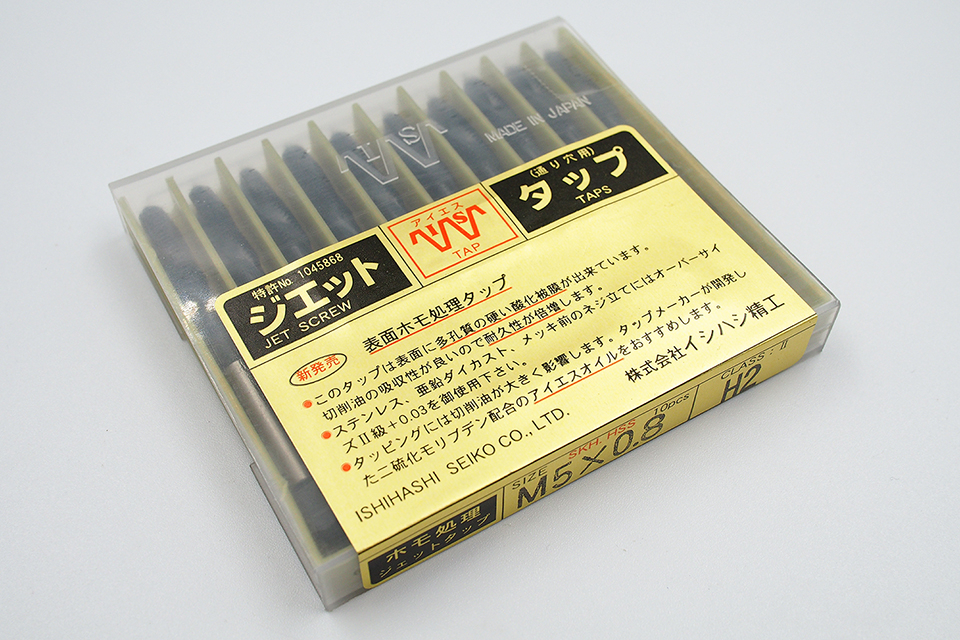 IST
MADE IN JAPAN
特許No. 1045868
ジェット
JET SCREW
アイエス
IST
TAP
(通り穴用)
タップ
TAPS
新発売
表面ホモ処理タップ
●このタップは表面に多孔質の硬い酸化被膜が出来ています。
切削油の吸収性が良いので耐久性が倍増します。
●ステンレス、亜鉛ダイカスト、メッキ前のネジ立てにはオーバーサイ
ズII級+0.03を御使用下さい。
●タッピングには切削油が大きく影響します。タップメーカーが開発し
た二硫化モリブデン配合のアイエスオイルをおすすめします。
ISHIHASHI SEIKO CO., LTD.
株式会社イシハシ精工
ホモ処理
ジェットタップ
SIZE
SKH. HSS
10pcs
M5×0.8
CLASS: II
H2